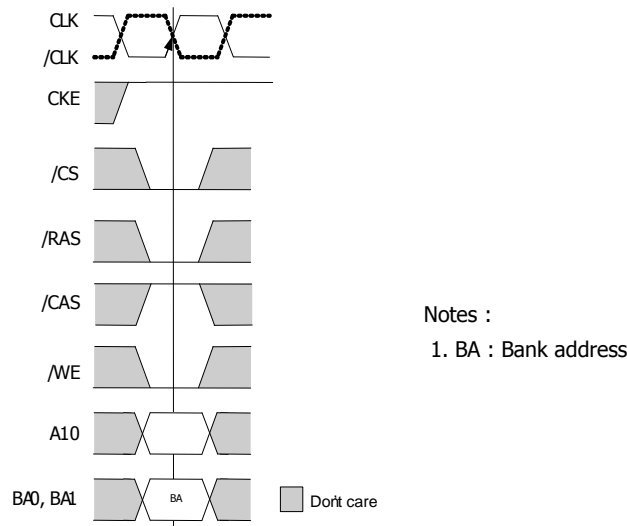 CLK
/CLK
CKE
/CS
/RAS
/CAS
/WE
A10
BA0, BA1
BA
Don't care
Notes :
1. BA : Bank address